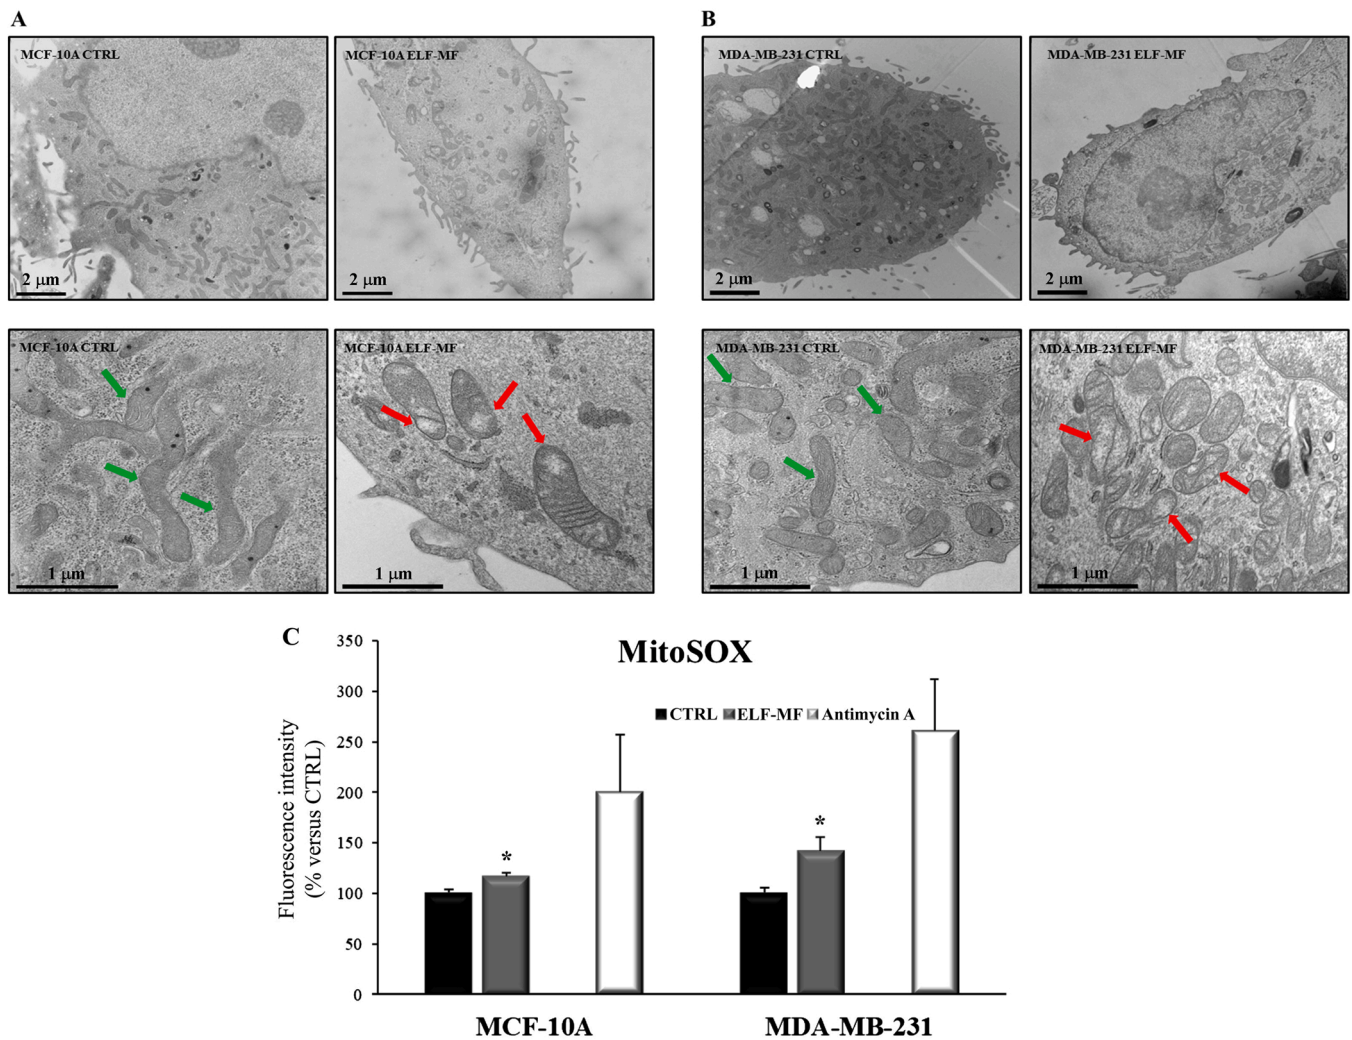 A
B
MCF-10A CTRL
MCF-10A ELF-MF
MDA-MB-231 CTRL
MDA-MB-231 ELF-MF
2 μm
2 μm
2 μm
2 μm
MCF-10A CTRL
MCF-10A ELF-MF
MDA-MB-231 CTRL
MDA-MB-231 ELF-MF
1 μm
1 μm
1 μm
1 μm
C
MitoSOX
CTRL
ELF-MF
Antimycin A
Fluorescence intensity
(% versus CTRL)
350
300
250
200
150
100
50
0
*
*
MCF-10A
MDA-MB-231